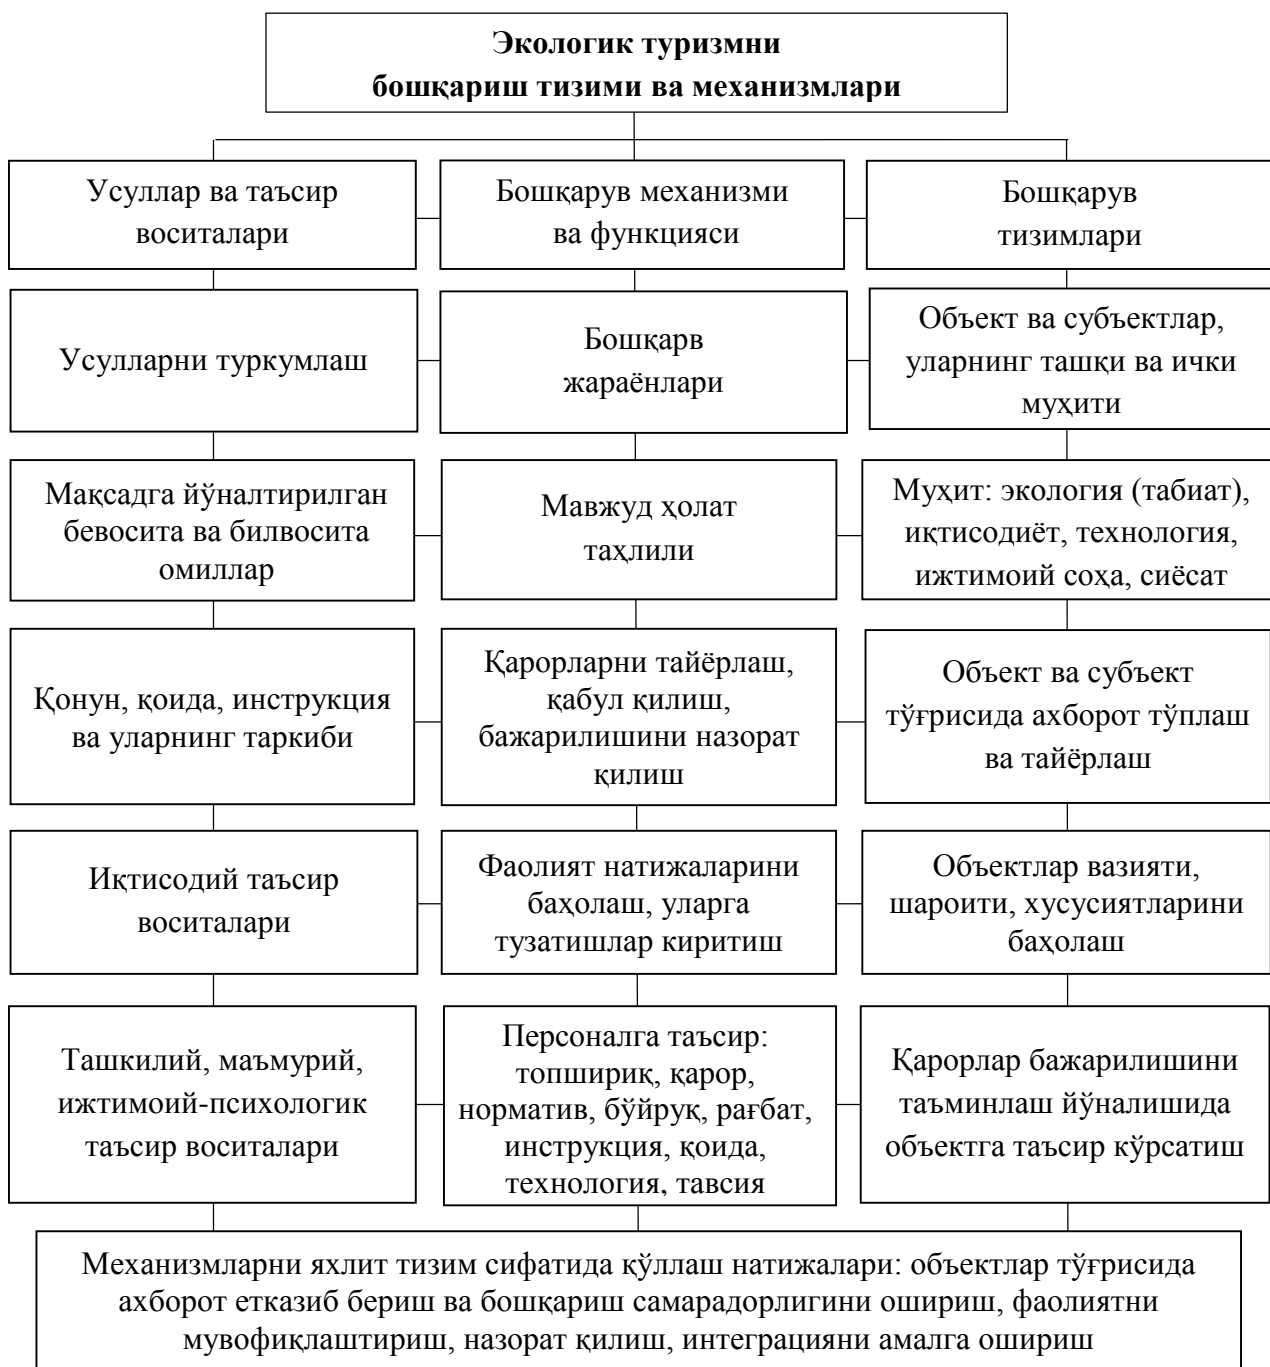 Экологик туризмни
бошқариш тизими ва механизмлари
Усуллар ва таъсир
воситалари
Бошқарув механизми
ва функцияси
Бошқарув
тизимлари
Усулларни туркумлаш
Бошқарв
жараёнлари
Объект ва субъектлар,
уларнинг ташқи ва ички
муҳити
Мақсадга йўналтирилган
бевосита ва билвосита
омиллар
Мавжуд ҳолат
таҳлили
Муҳит: экология (табиат),
иқтисодиёт, технология,
ижтимоий соҳа, сиёсат
Қонун, қоида, инструкция
ва уларнинг таркиби
Қарорларни тайёрлаш,
қабул қилиш,
бажарилишини назорат
қилиш
Объект ва субъект
тўғрисида ахборот тўплаш
ва тайёрлаш
Иқтисодий таъсир
воситалари
Фаолият натижаларини
баҳолаш, уларга
тузатишлар киритиш
Объектлар вазияти,
шароити, хусусиятларини
баҳолаш
Ташкилий, маъмурий,
ижтимоий-психологик
таъсир воситалари
Персоналга таъсир:
топшириқ, қарор,
норматив, бўйруқ, рағбат,
инструкция, қоида,
технология, тавсия
Қарорлар бажарилишини
таъминлаш йўналишида
объектга таъсир кўрсатиш
Механизмларни яхлит тизим сифатида қўллаш натижалари: объектлар тўғрисида
ахборот етказиб бериш ва бошқариш самарадорлигини ошириш, фаолиятни
мувофиқлаштириш, назорат қилиш, интеграцияни амалга ошириш